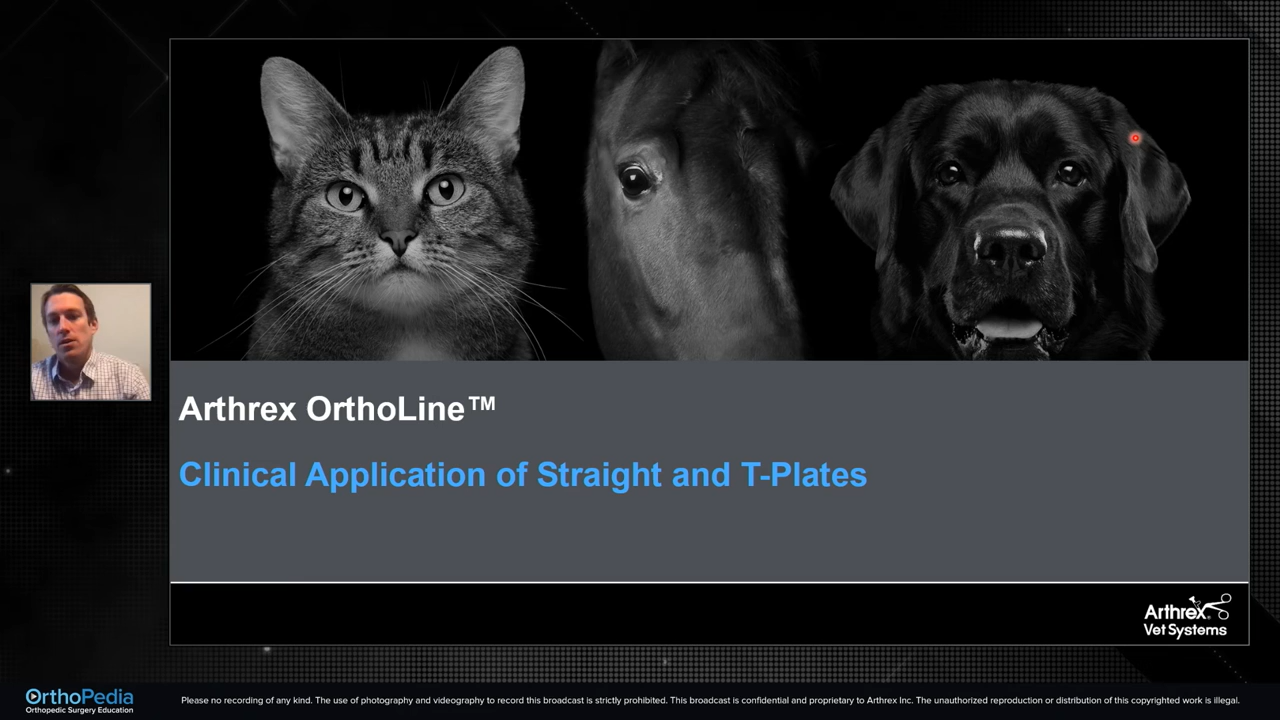 Arthrex OrthoLine™
Clinical Application of Straight and T-Plates
Arthrex®
Vet Systems
OrthoPedia
Orthopedic Surgery Education
Please no recording of any kind. The use of photography and videography to record this broadcast is strictly prohibited. This broadcast is confidential and proprietary to Arthrex Inc. The unauthorized reproduction or distribution of this copyrighted work is illegal.